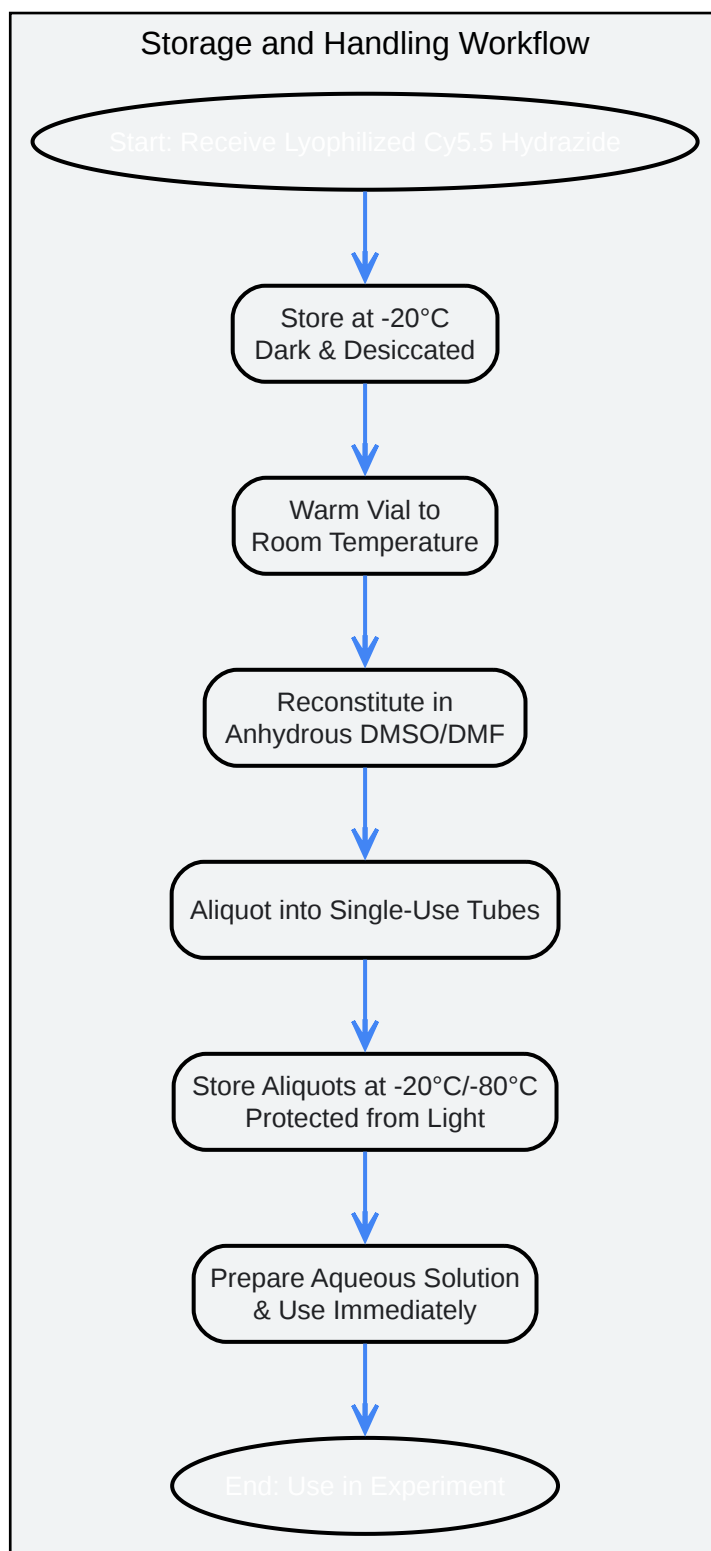 Storage and Handling Workflow
Start: Receive Lyophilized Cy5.5 Hydrazide
Store at -20°C
Dark & Desiccated
Warm Vial to
Room Temperature
Reconstitute in
Anhydrous DMSO/DMF
Aliquot into Single-Use Tubes
Store Aliquots at -20°C/-80°C
Protected from Light
Prepare Aqueous Solution
& Use Immediately
End: Use in Experiment